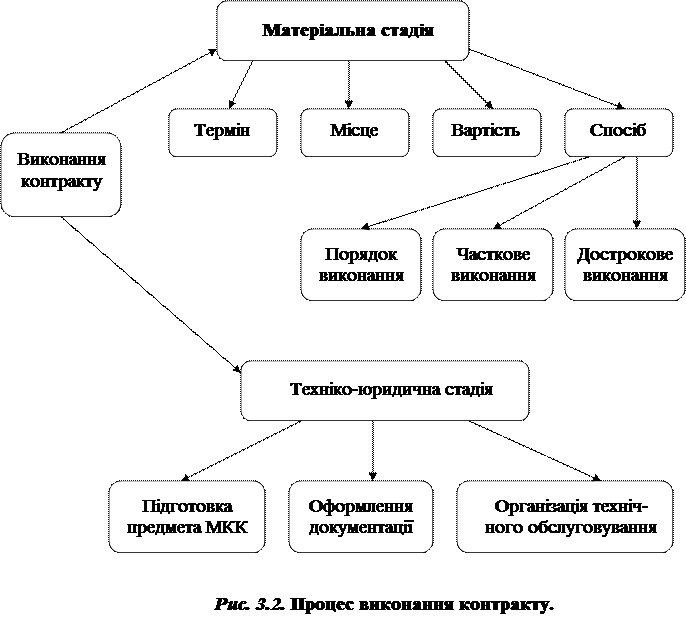 Матеріальна стадія
Термін
Місце
Вартість
Спосіб
Виконання
контракту
Порядок
виконання
Часткове
виконання
Дострокове
виконання
Техніко-юридична стадія
Підготовка
предмета МКК
Оформлення
документації
Організація техніч-
ного обслуговування
Рис. 3.2. Процес виконання контракту.